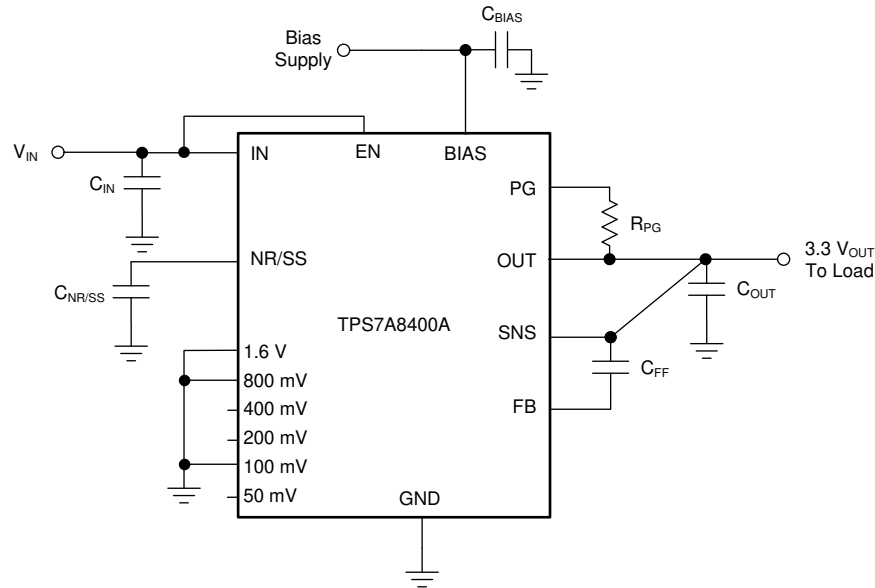 C_BIAS
Bias
Supply
V_IN
IN
EN
BIAS
C_IN
PG
R_PG
NR/SS
OUT
3.3 V_OUT
To Load
C_NR/SS
C_OUT
TPS7A8400A
SNS
1.6 V
C_FF
800 mV
400 mV
FB
200 mV
100 mV
50 mV
GND